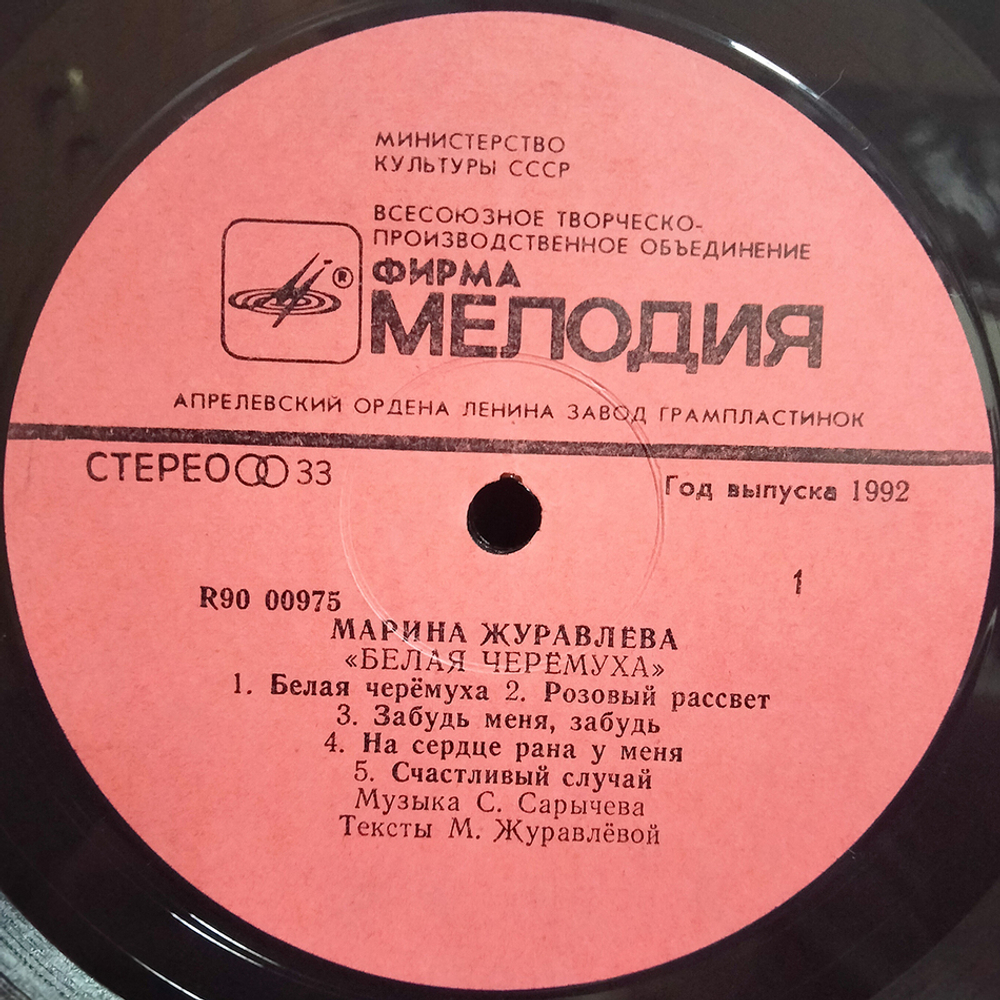 МИНИСТЕРСТВО
КУЛЬТУРЫ СССР
ВСЕСОЮЗНОЕ ТВОРЧЕСКО-
ПРОИЗВОДСТВЕННОЕ ОБЪЕДИНЕНИЕ
®
ФИРМА
МЕЛОДИЯ
АПРЕЛЕВСКИЙ ОРДЕНА ЛЕНИНА ЗАВОД ГРАМПЛАСТИНОК
СТЕРЕО 33
Год выпуска 1992
1
R90 00975
МАРИНА ЖУРАВЛЁВА
«БЕЛАЯ ЧЕРЁМУХА»
1. Белая черёмуха 2. Розовый рассвет
3. Забудь меня, забудь
4. На сердце рана у меня
5. Счастливый случай
Музыка С. Сарычева
Тексты М. Журавлёвой